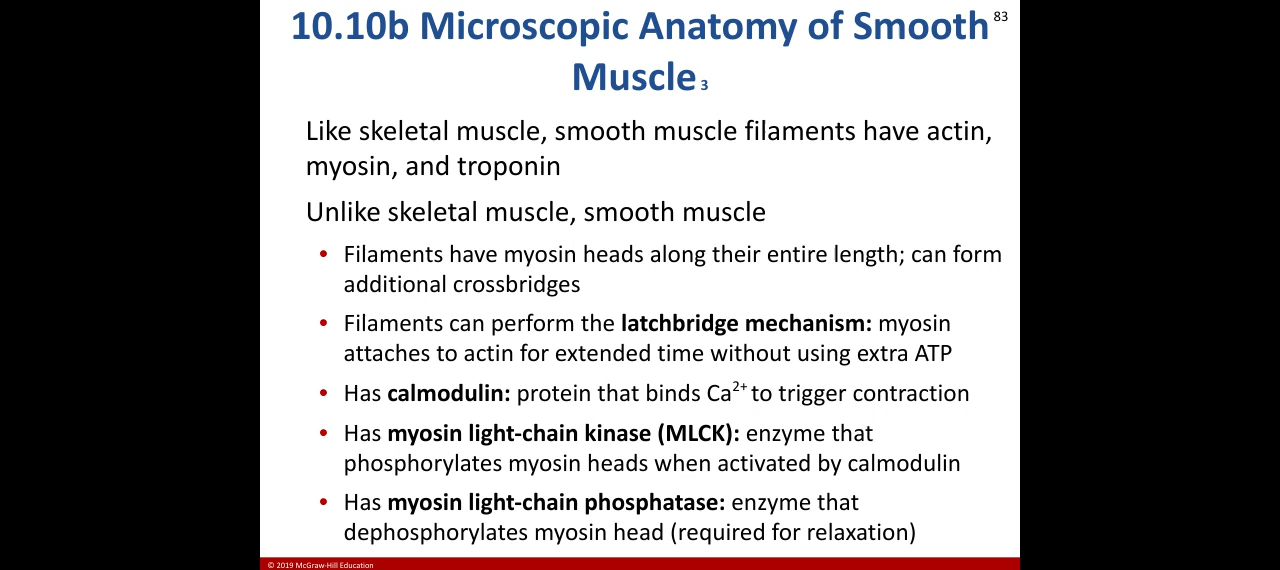 10.10b Microscopic Anatomy of Smooth 83
Muscle 3
Like skeletal muscle, smooth muscle filaments have actin,
myosin, and troponin
Unlike skeletal muscle, smooth muscle
• Filaments have myosin heads along their entire length; can form
additional crossbridges
• Filaments can perform the latchbridge mechanism: myosin
attaches to actin for extended time without using extra ATP
• Has calmodulin: protein that binds Ca2+ to trigger contraction
• Has myosin light-chain kinase (MLCK): enzyme that
phosphorylates myosin heads when activated by calmodulin
• Has myosin light-chain phosphatase: enzyme that
dephosphorylates myosin head (required for relaxation)
© 2019 McGraw-Hill Education